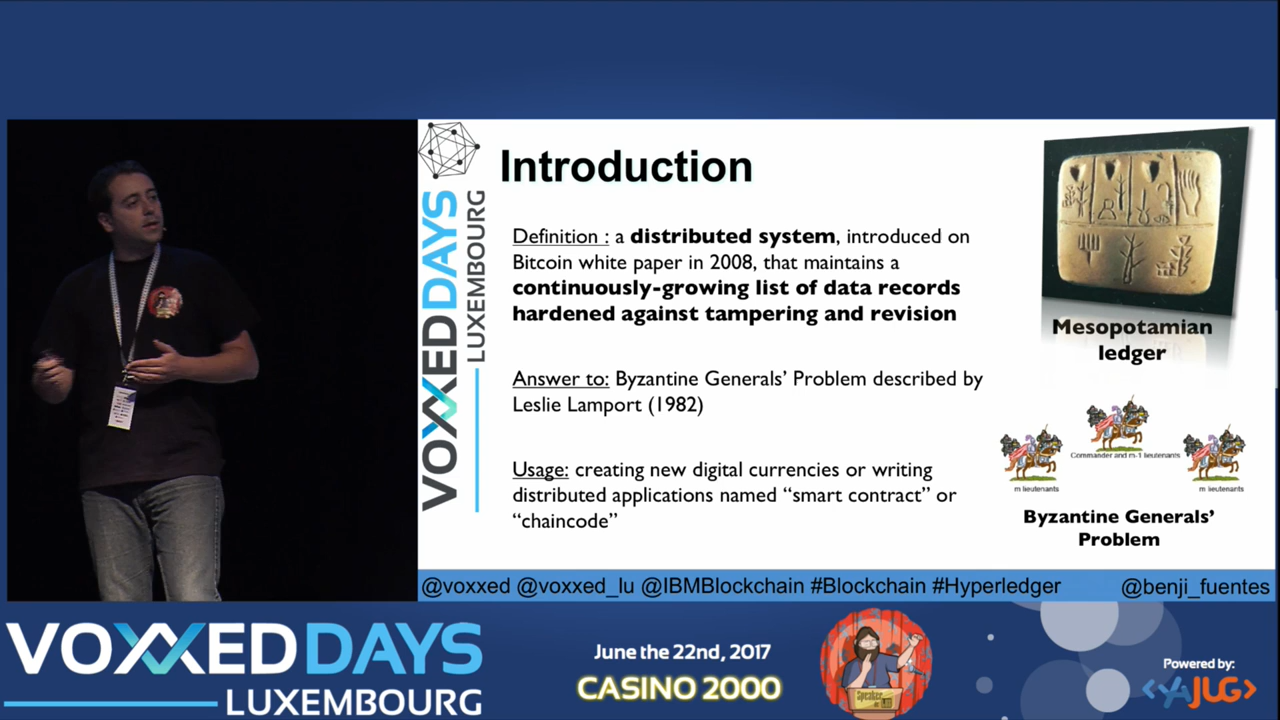 Introduction
Definition : a distributed system, introduced on
Bitcoin white paper in 2008, that maintains a
continuously-growing list of data records
hardened against tampering and revision
Answer to: Byzantine Generals’ Problem described by
Leslie Lamport (1982)
Usage: creating new digital currencies or writing
distributed applications named “smart contract” or
“chaincode”
Mesopotamian
ledger
Commander and m-1 lieutenants
m lieutenants
m lieutenants
Byzantine Generals’
Problem
VOXXED DAYS
LUXEMBOURG
@voxxed @voxxed_lu @IBMBlockchain #Blockchain #Hyperledger
@benji_fuentes
VOXXED DAYS
LUXEMBOURG
June the 22nd, 2017
CASINO 2000
Speaker
Powered by:
YAJUG